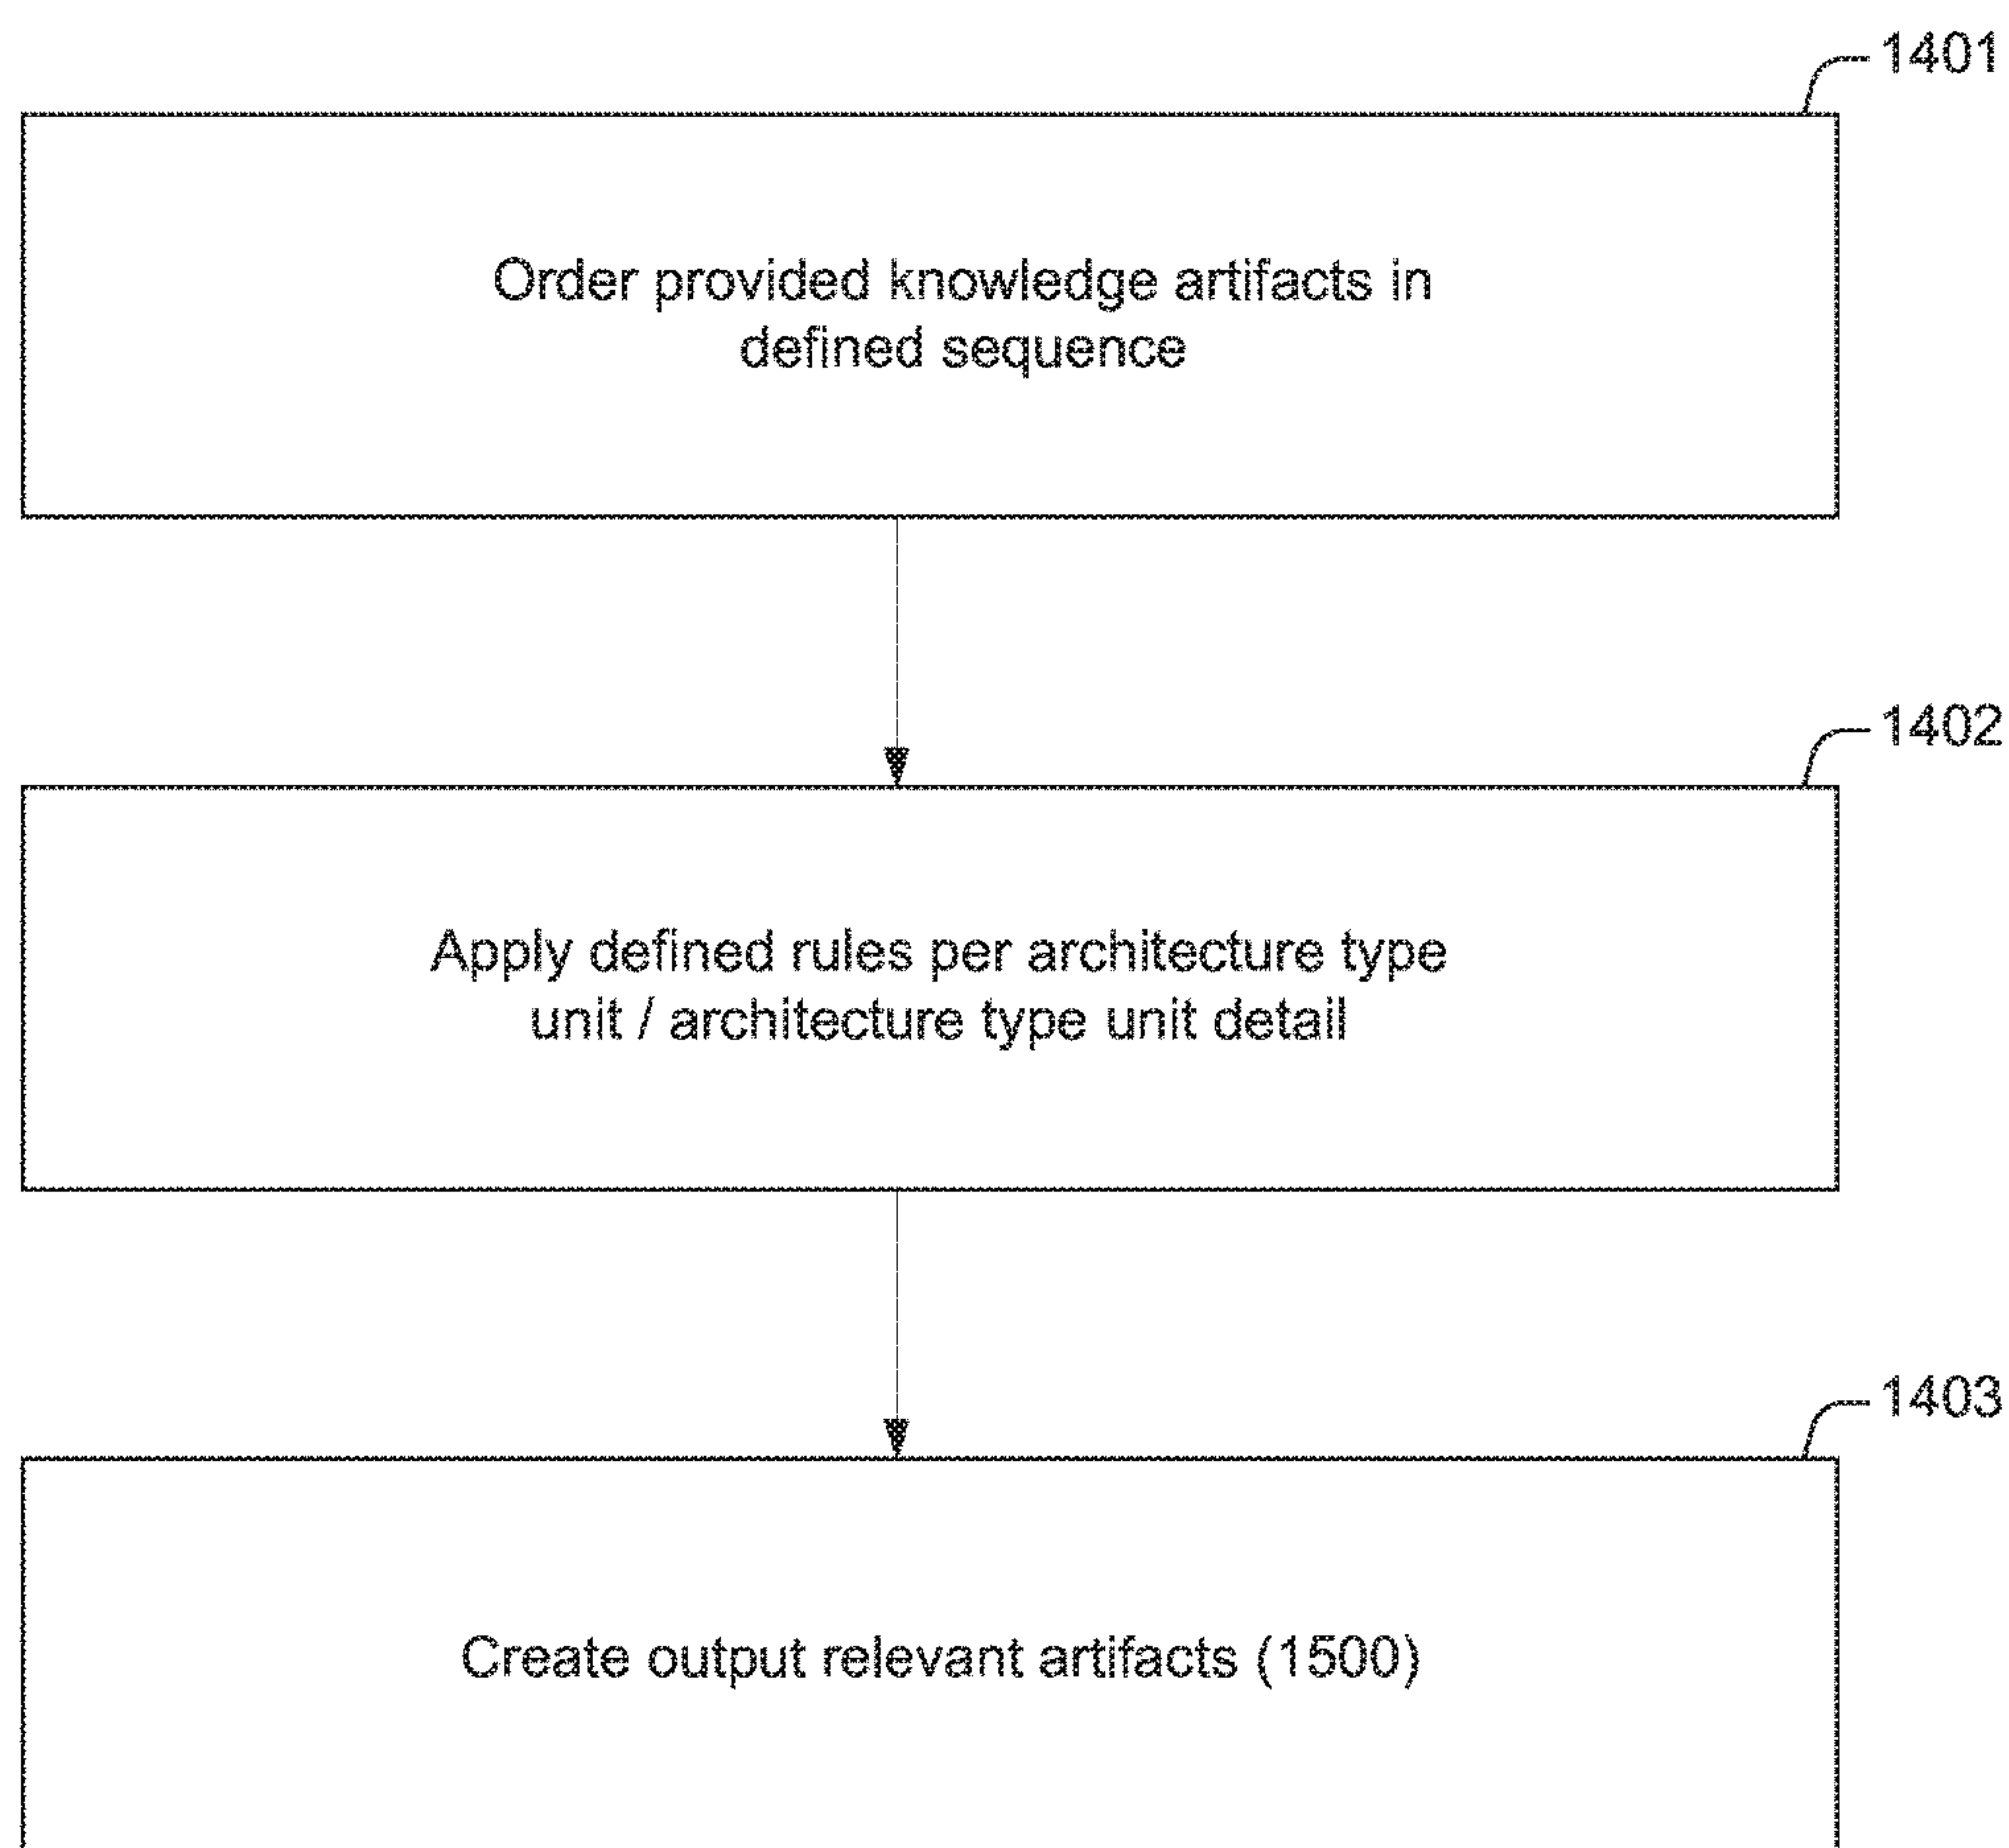 1401
Order provided knowledge artifacts in
defined sequence
1402
Apply defined rules per architecture type
unit / architecture type unit detail
1403
Create output relevant artifacts (1500)